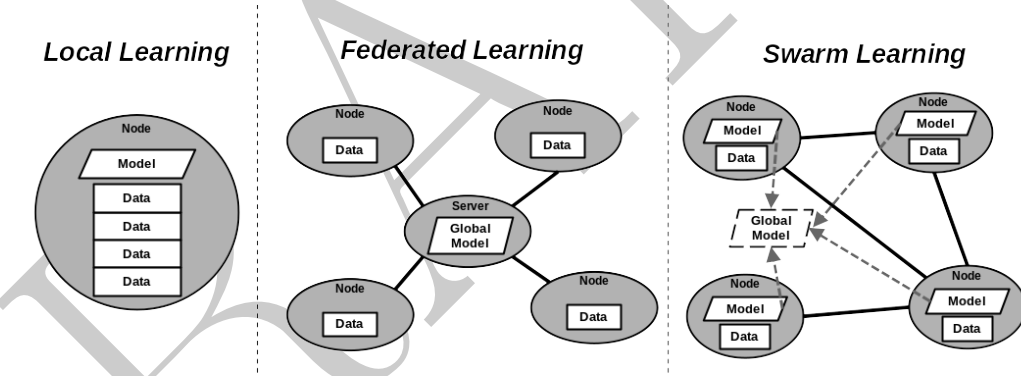 Local Learning
Node
Model
Data
Data
Data
Data
Federated Learning
Node
Data
Node
Data
Server
Global
Model
Node
Data
Node
Data
Swarm Learning
Node
Model
Data
Node
Model
Data
Global
Model
Node
Model
Data
Node
Model
Data